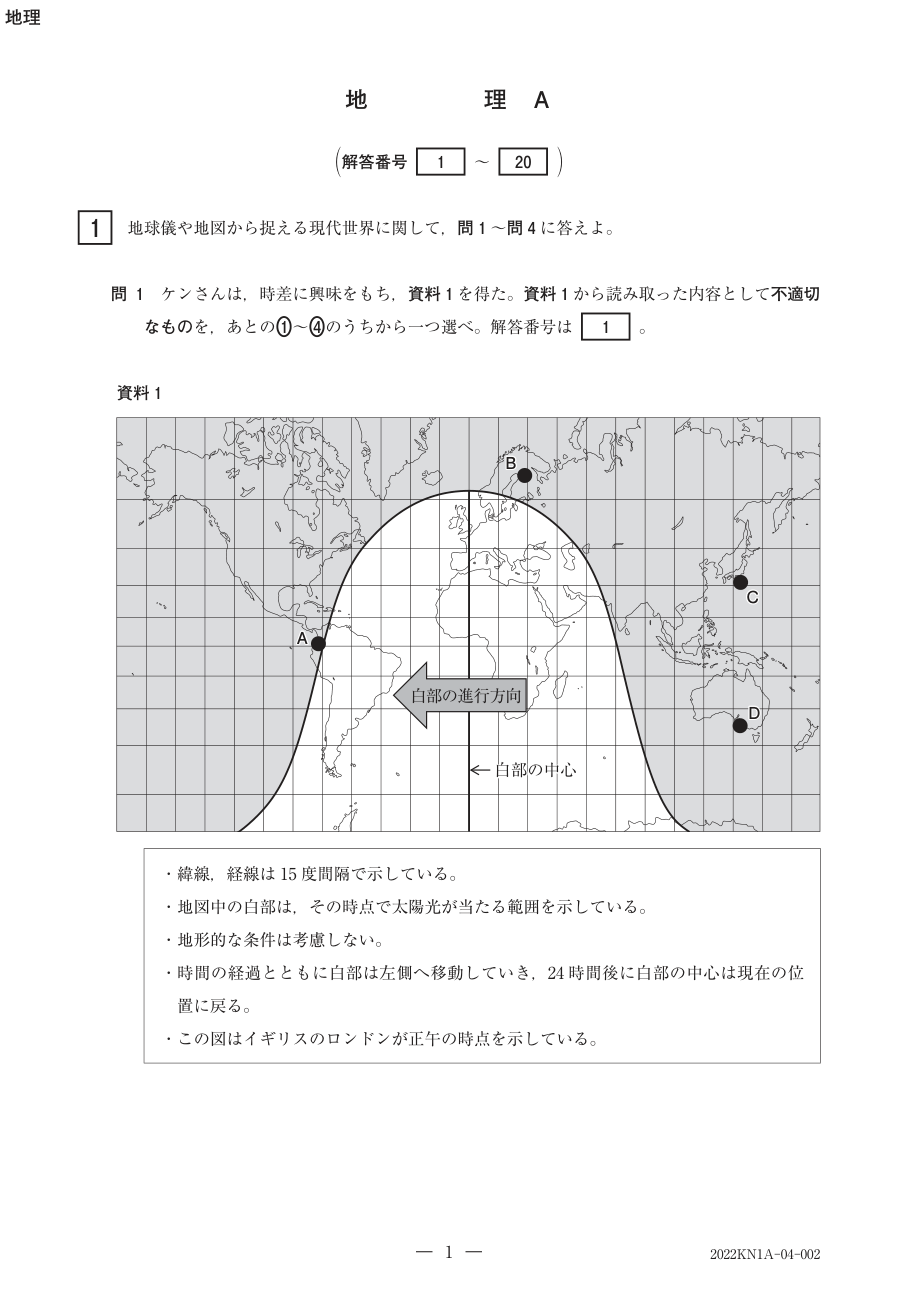 地理
地 理 A
(解答番号 1 ～ 20 )
1 地球儀や地図から捉える現代世界に関して，問1～問4に答えよ。
問 1 ケンさんは，時差に興味をもち，資料1を得た。資料1から読み取った内容として不適切
なものを，あとの①～④のうちから一つ選べ。解答番号は 1 。
資料1
B
C
A
白部の進行方向
D
白部の中心
・緯線，経線は15度間隔で示している。
・地図中の白部は，その時点で太陽光が当たる範囲を示している。
・地形的な条件は考慮しない。
・時間の経過とともに白部は左側へ移動していき，24時間後に白部の中心は現在の位
置に戻る。
・この図はイギリスのロンドンが正午の時点を示している。
― 1 ―
2022KN1A-04-002